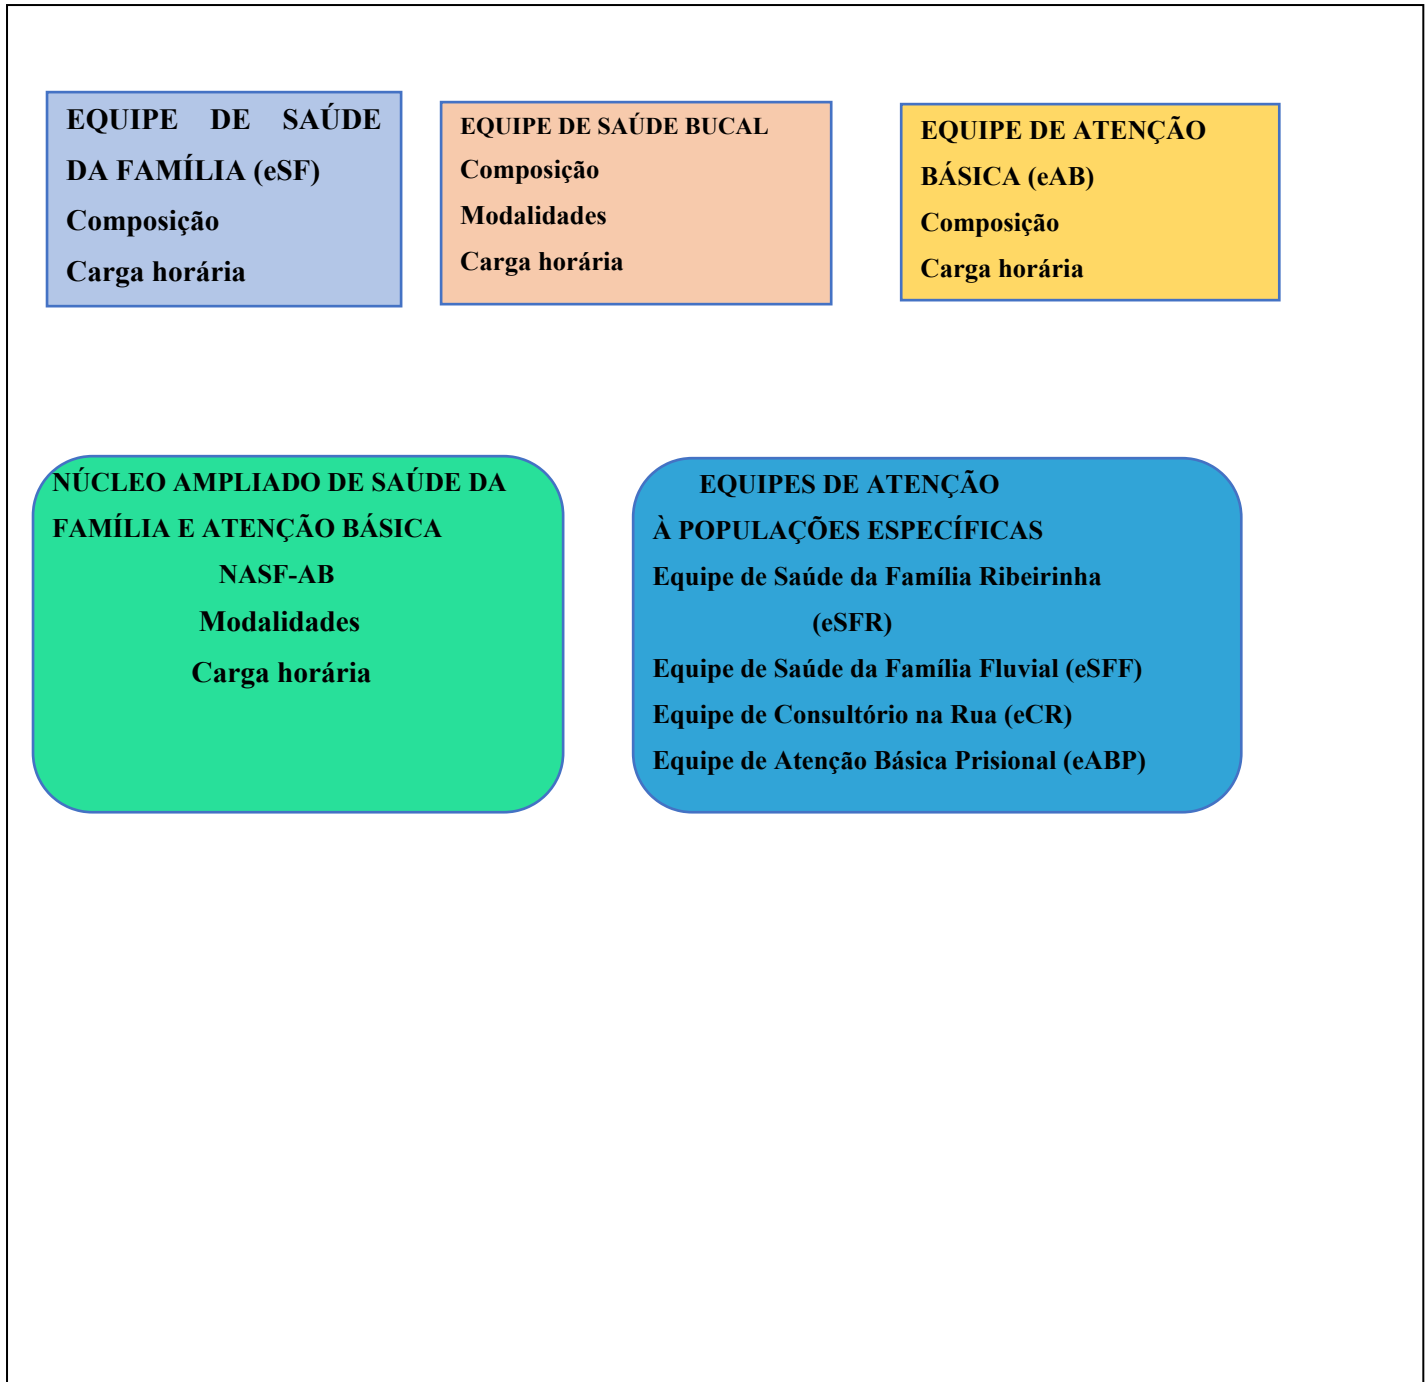 EQUIPE DE SAÚDE
DA FAMÍLIA (eSF)
Composição
Carga horária
EQUIPE DE SAÚDE BUCAL
Composição
Modalidades
Carga horária
EQUIPE DE ATENÇÃO
BÁSICA (eAB)
Composição
Carga horária
NÚCLEO AMPLIADO DE SAÚDE DA
FAMÍLIA E ATENÇÃO BÁSICA
NASF-AB
Modalidades
Carga horária
EQUIPES DE ATENÇÃO
À POPULAÇÕES ESPECÍFICAS
Equipe de Saúde da Família Ribeirinha
(eSFR)
Equipe de Saúde da Família Fluvial (eSFF)
Equipe de Consultório na Rua (eCR)
Equipe de Atenção Básica Prisional (eABP)